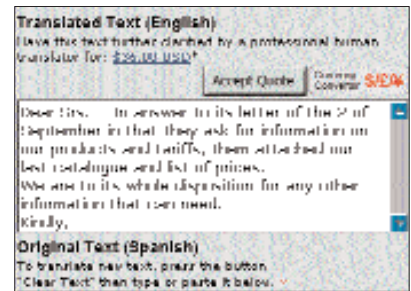 Translated Text (English)
Have this text further clarified by a professional human
translator for: $36.00 USD*
Accept Quote
Currency
Converter $/£/¥
Dear Sirs, In answer to its letter of the 2 of
September in that they ask for information on
our products and tariffs, them attached our
last catalogue and list of prices.
We are to its whole disposition for any other
information that can need.
Kindly,
Original Text (Spanish)
To translate new text, press the button
"Clear Text" then type or paste it below.